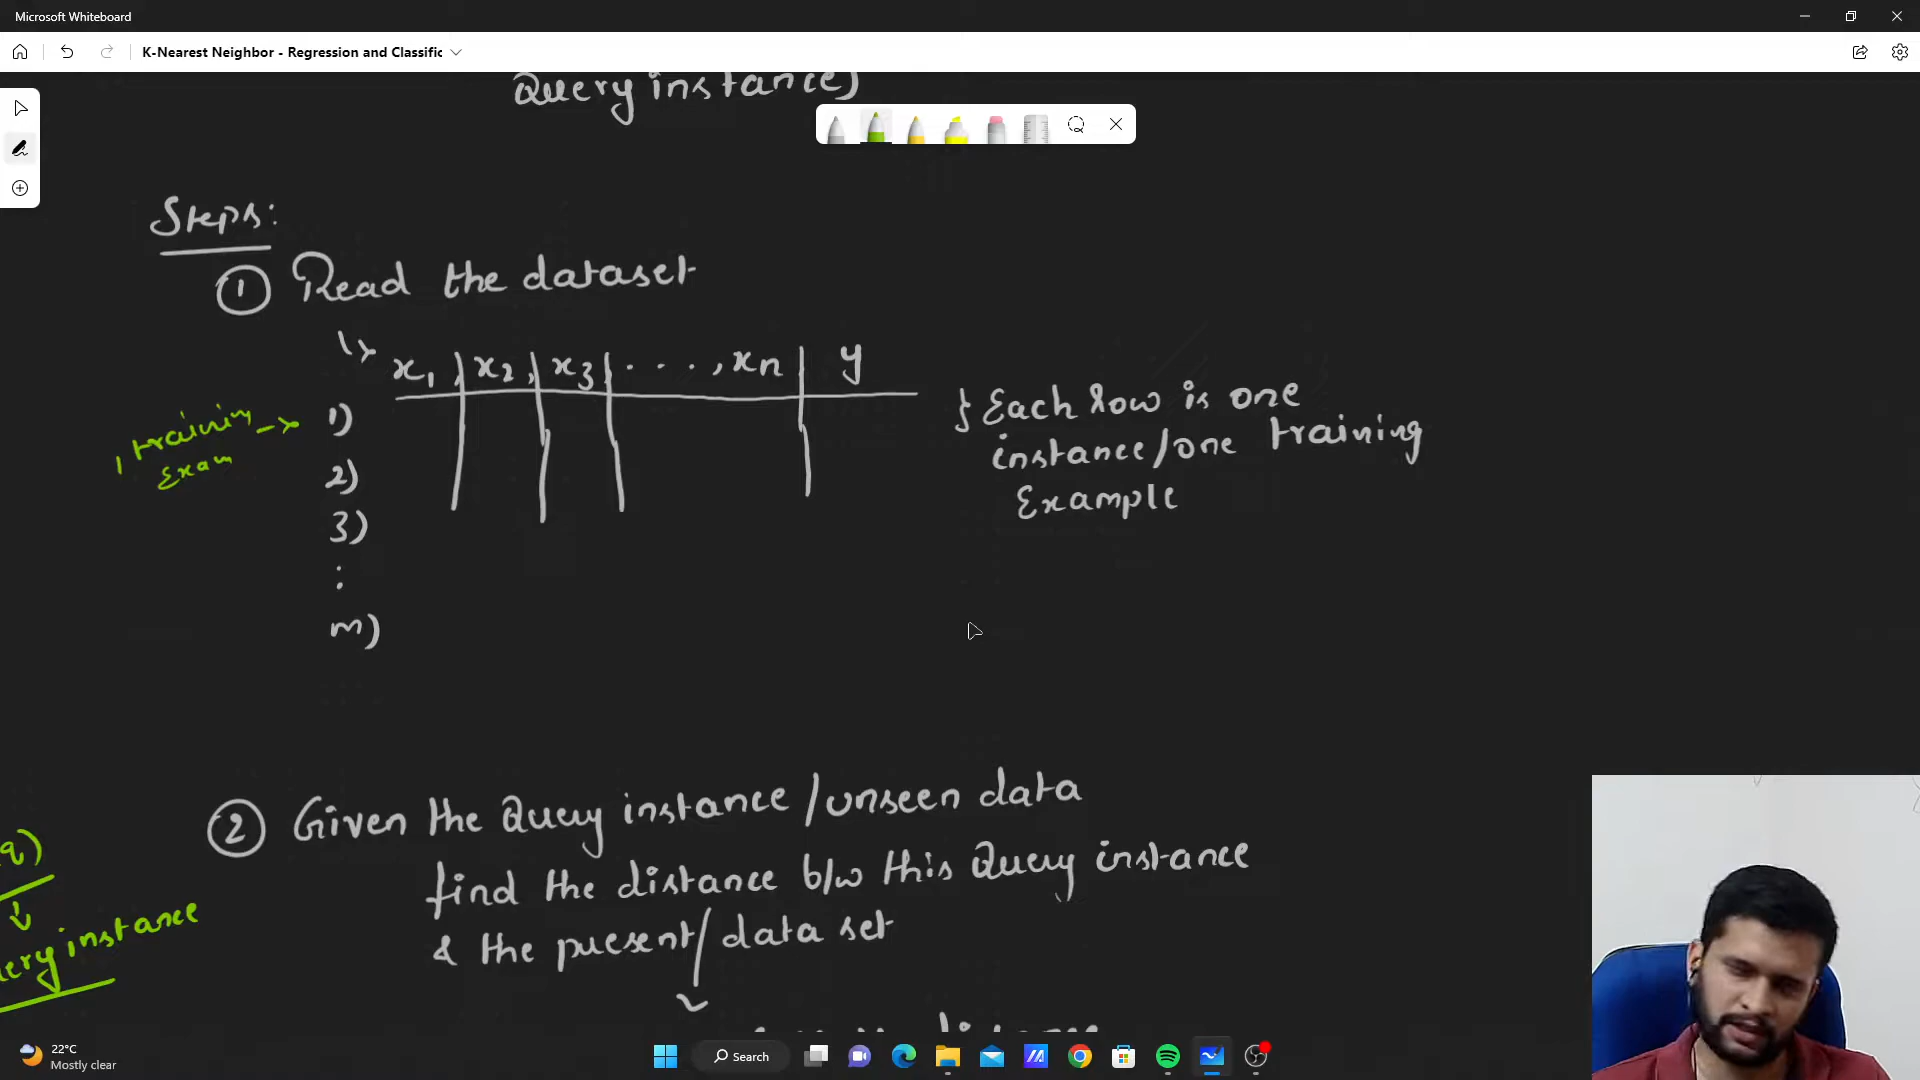 Microsoft Whiteboard
K-Nearest Neighbor - Regression and Classific
Query instance)
Steps:
① Read the dataset
x1, x2, x3 . . . , xn y
1)
2)
3)
:
m)
1 training
Exam
} Each Row is one
instance/one training
Example
② Given the Query instance / unseen data
find the distance b/w this Query instance
& the present / data set
q)
ery instance
distance
22°C
Mostly clear
Search